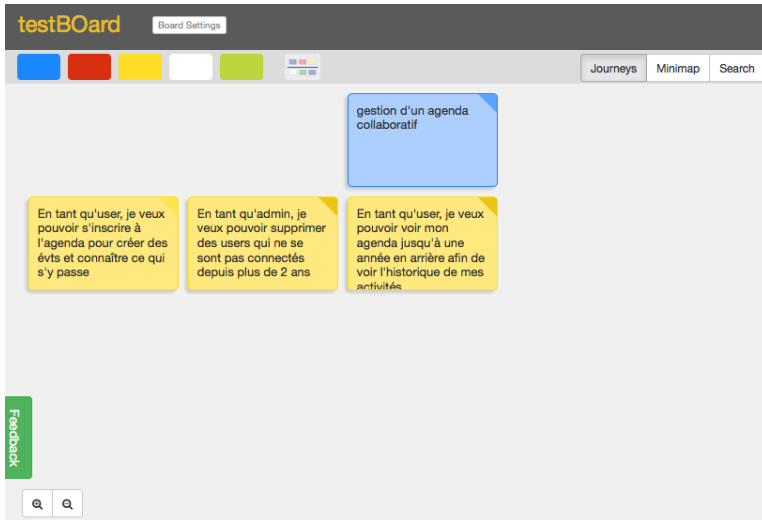 testBOard
Board Settings
Journeys
Minimap
Search
gestion d'un agenda
collaboratif
En tant qu'user, je veux
pouvoir s'inscrire à
l'agenda pour créer des
évts et connaître ce qui
s'y passe
En tant qu'admin, je
veux pouvoir supprimer
des users qui ne se
sont pas connectés
depuis plus de 2 ans
En tant qu'user, je veux
pouvoir voir mon
agenda jusqu'à une
année en arrière afin de
voir l'historique de mes
activités
Feedback